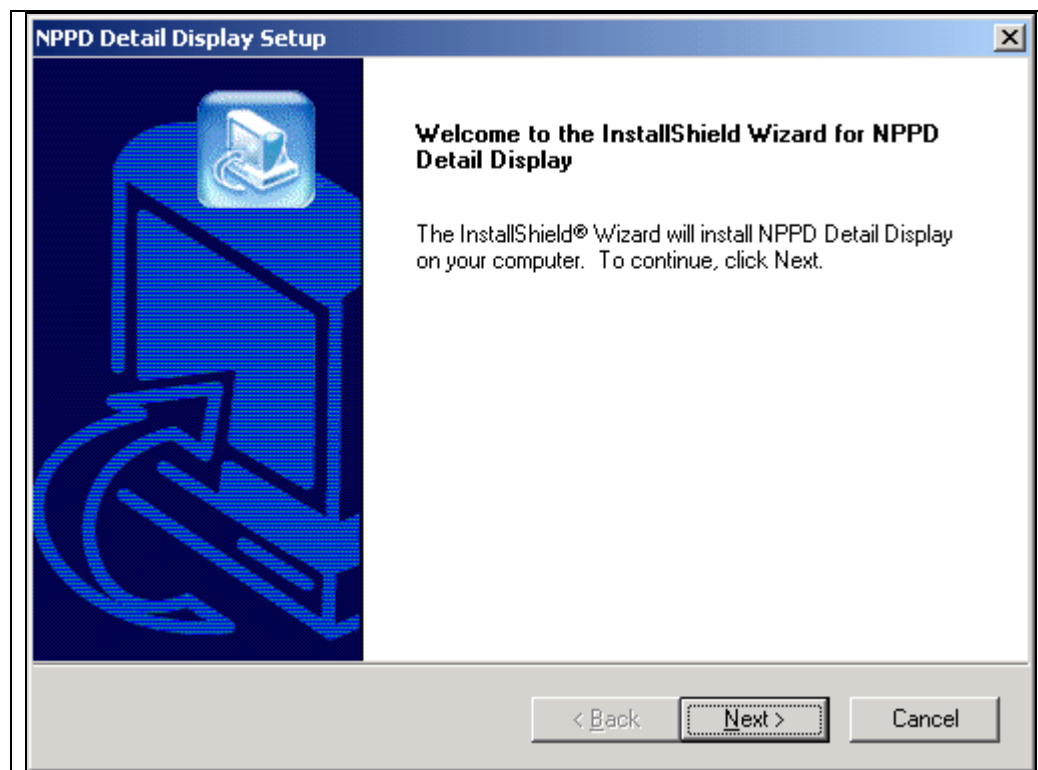 NPPD Detail Display Setup
Welcome to the InstallShield Wizard for NPPD
Detail Display
The InstallShield® Wizard will install NPPD Detail Display
on your computer.  To continue, click Next.
< Back
Next >
Cancel